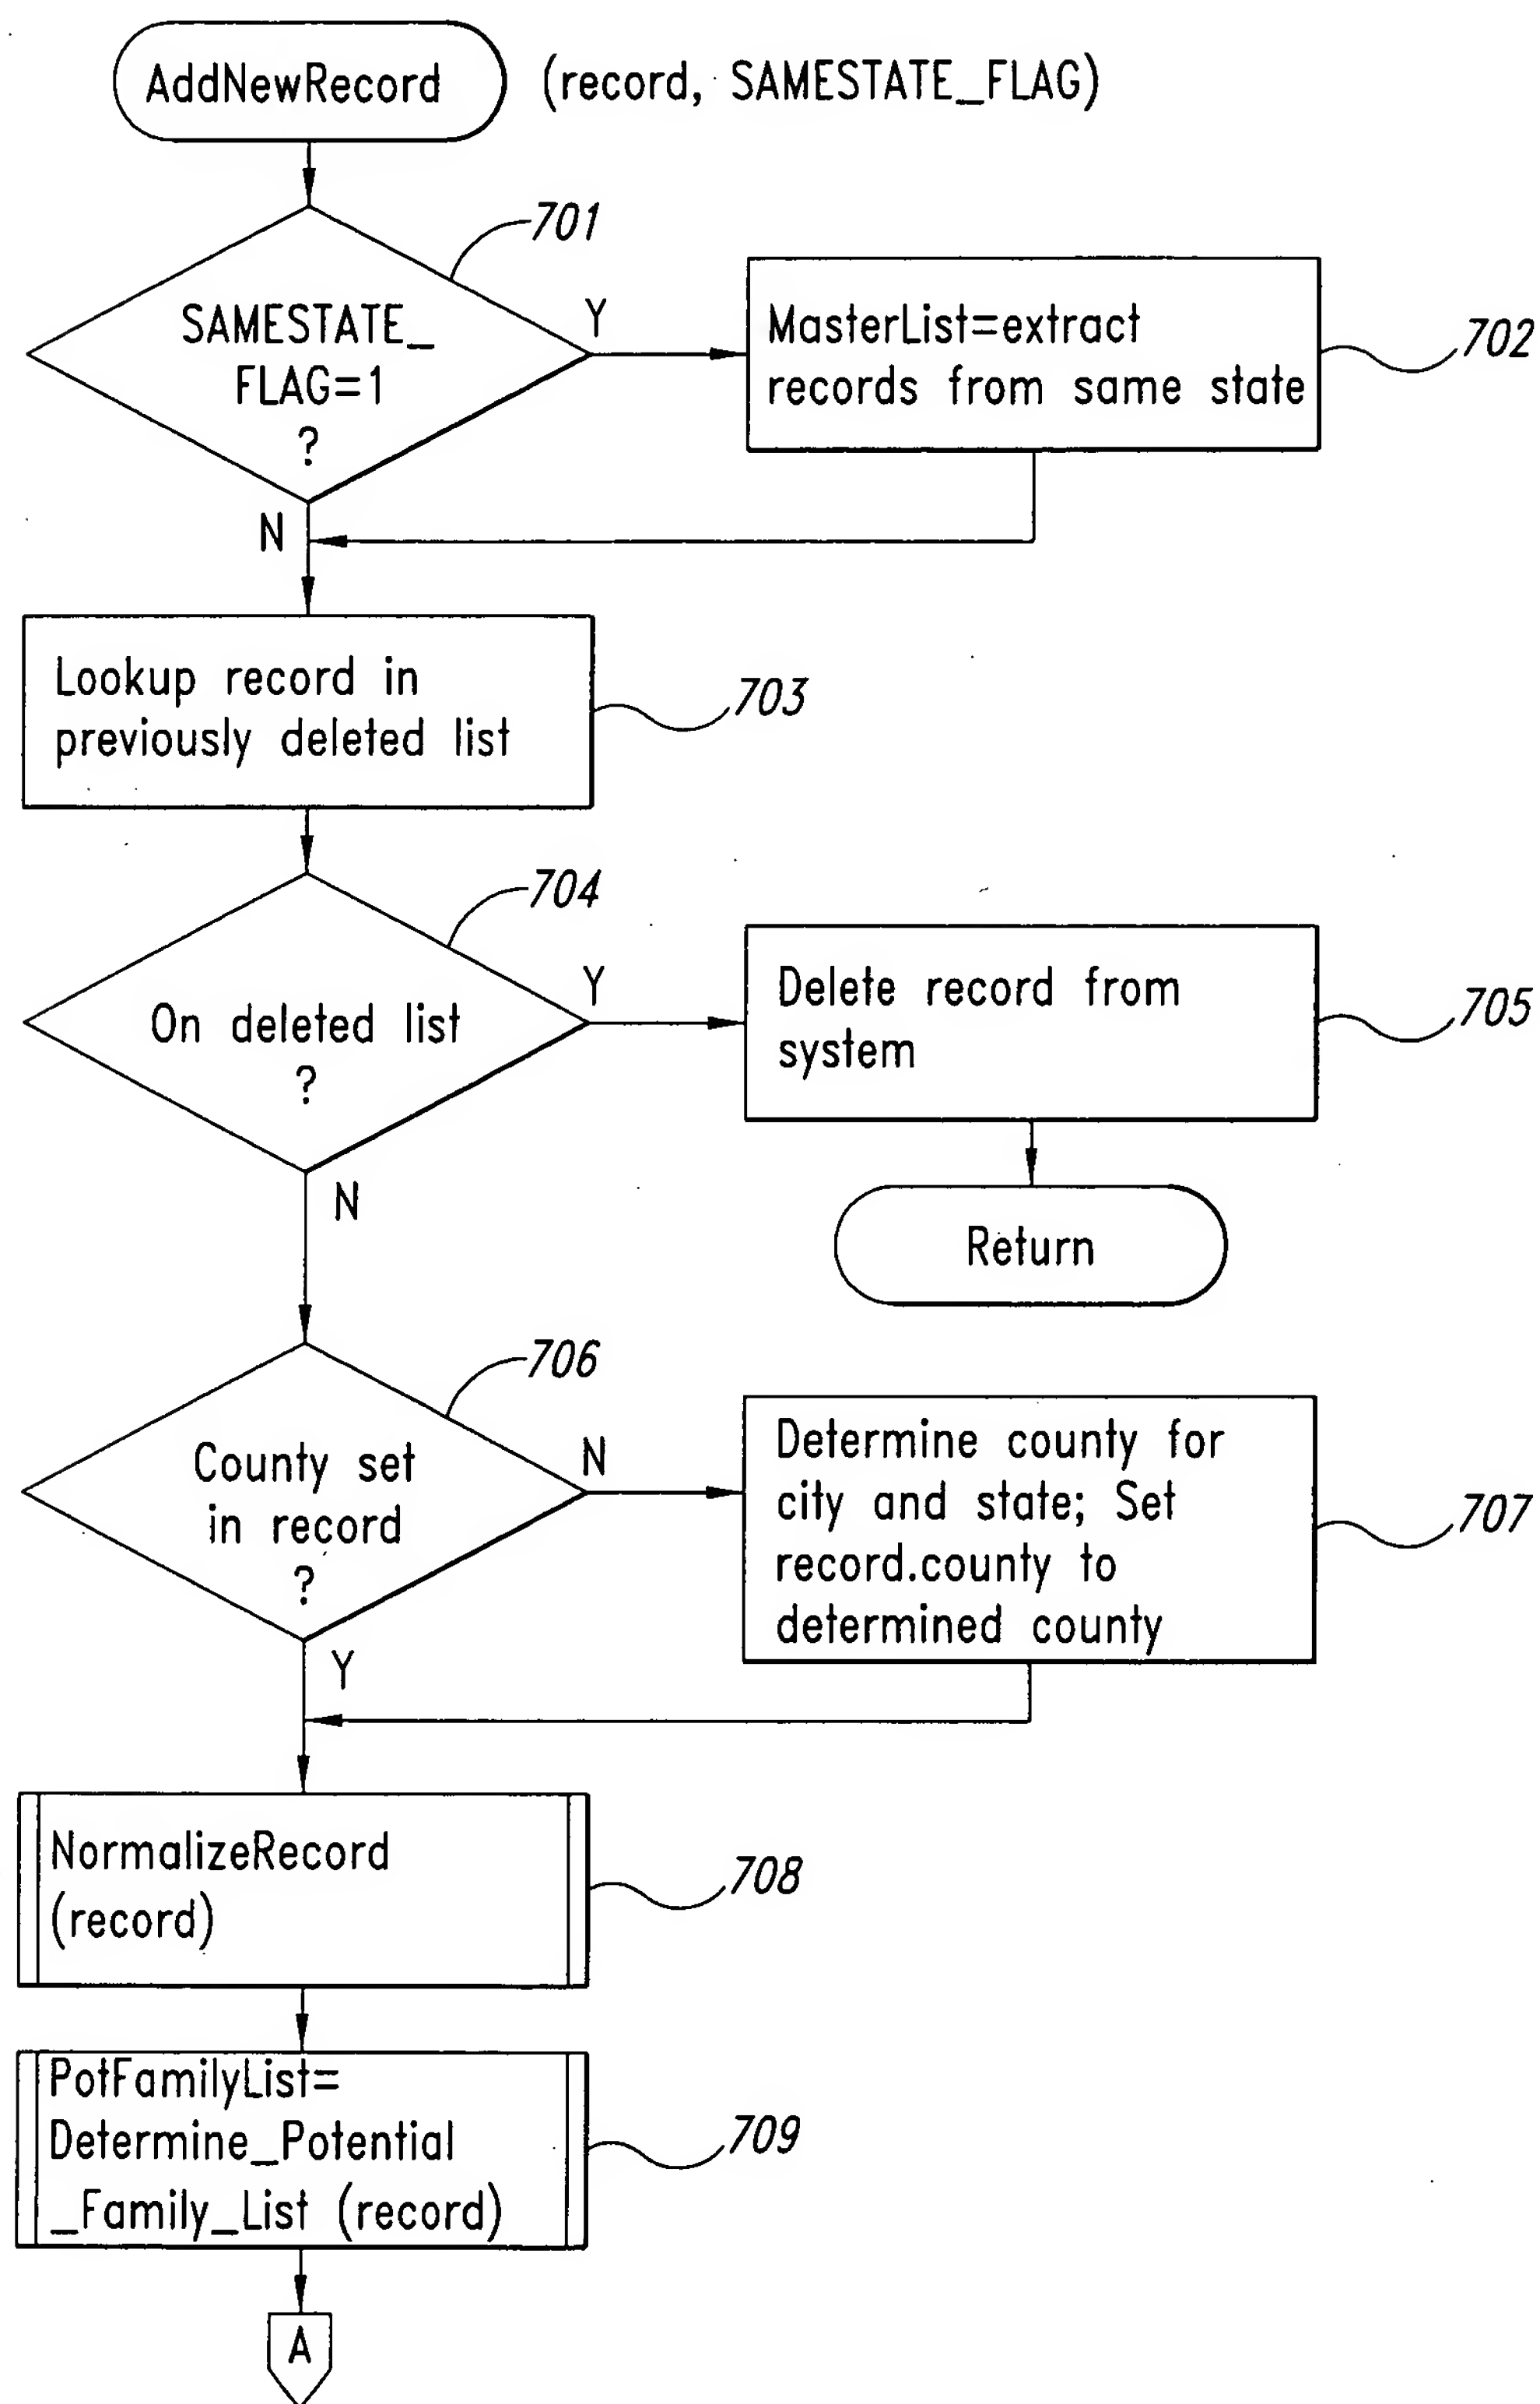 AddNewRecord
(record, SAMESTATE_FLAG)
701
SAMESTATE_
FLAG=1
?
Y
MasterList=extract
records from same state
702
N
Lookup record in
previously deleted list
703
704
On deleted list
?
Y
Delete record from
system
705
N
Return
706
County set
in record
?
N
Determine county for
city and state; Set
record.county to
determined county
707
Y
NormalizeRecord
(record)
708
PotFamilyList=
Determine_Potential
_Family_List (record)
709
A